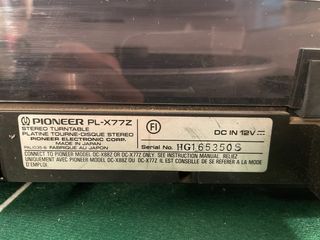 PIONEER PL-X77Z
STEREO TURNTABLE
PLATINE TOURNE-DISQUE STEREO
PIONEER ELECTRONIC CORP.
MADE IN JAPAN
FABRIQUE AU JAPON
FI
DC IN 12V
Serial No. HG165350S
CONNECT TO PIONEER MODEL DC-X88Z OR DC-X77Z ONLY. SEE INSTRUCTION MANUAL. RELIEZ
UNIQUEMENT AVEC PIONEER MODEL DC-X88Z OU DC-X77Z. IL EST CONSEILLE DE SE REFERER A LA MODE
D'EMPLOI.